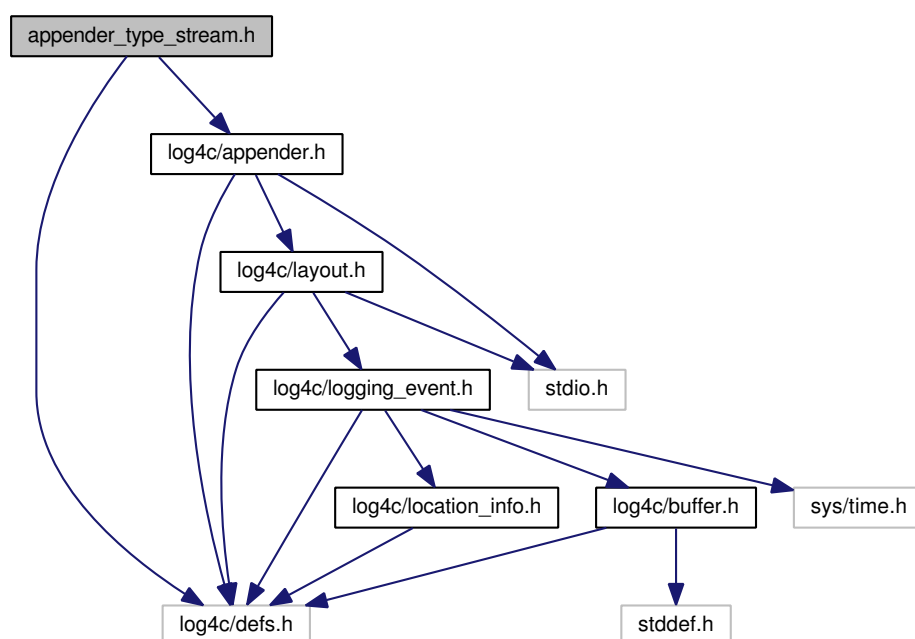 appender_type_stream.h
log4c/appender.h
log4c/layout.h
log4c/logging_event.h
stdio.h
log4c/location_info.h
log4c/buffer.h
sys/time.h
log4c/defs.h
stddef.h